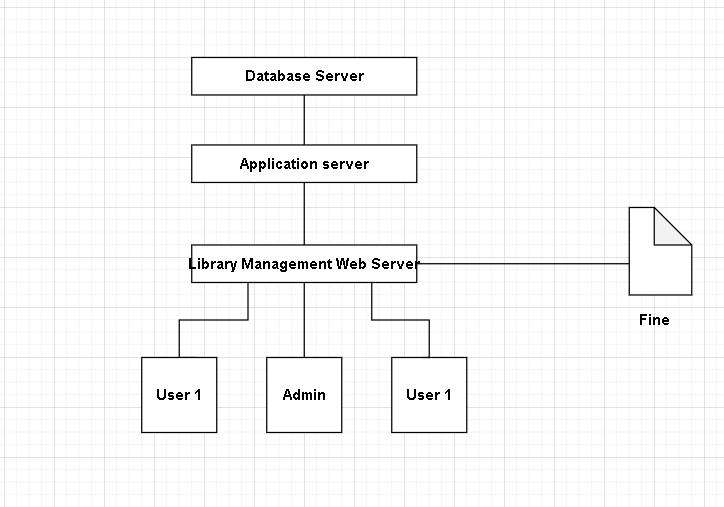 Database Server
Application server
Library Management Web Server
Fine
User 1
Admin
User 1